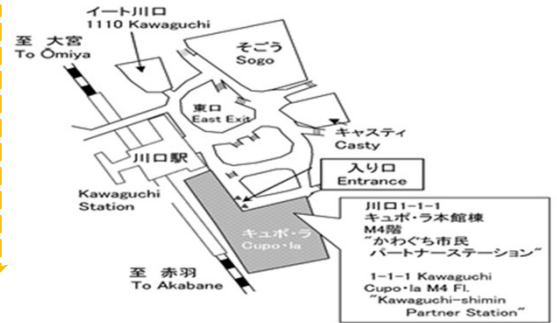 イート川口
1110 Kawaguchi
至 大宮
To Ōmiya
そごう
Sogo
東口
East Exit
キャスティ
Casty
川口駅
Kawaguchi
Station
入り口
Entrance
キュポ・ラ
Cupo・la
至 赤羽
To Akabane
川口1-1-1
キュポ・ラ本館棟
M4階
"かわぐち市民
パートナーステーション"
1-1-1 Kawaguchi
Cupo・la M4 Fl.
"Kawaguchi-shimin
Partner Station"